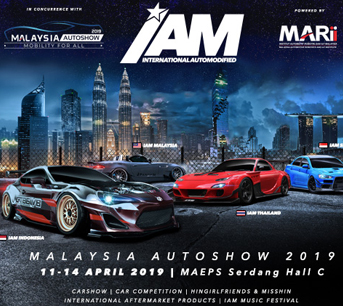 IN CONCURRENCE WITH
2019
MALAYSIA AUTOSHOW
MOBILITY FOR ALL
IAM
INTERNATIONAL AUTOMODIFIED
POWERED BY
MARii
IAM MALAYSIA
IAM S
IAM THAILAND
IAM INDONESIA
MALAYSIA AUTOSHOW 2019
11-14 APRIL 2019 | MAEPS Serdang Hall C
CARSHOW | CAR COMPETITION | HINGIRLFRIENDS & MISSHIN
INTERNATIONAL AFTERMARKET PRODUCTS | IAM MUSIC FESTIVAL